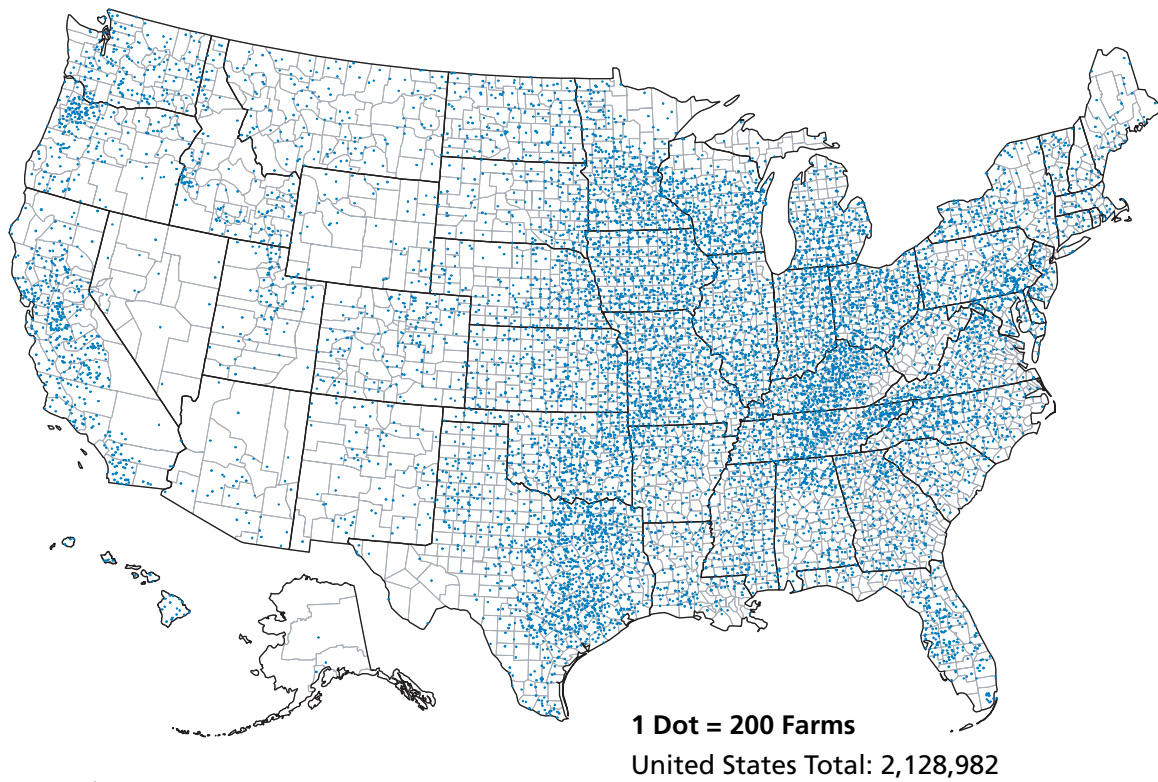 1 Dot = 200 Farms
United States Total: 2,128,982